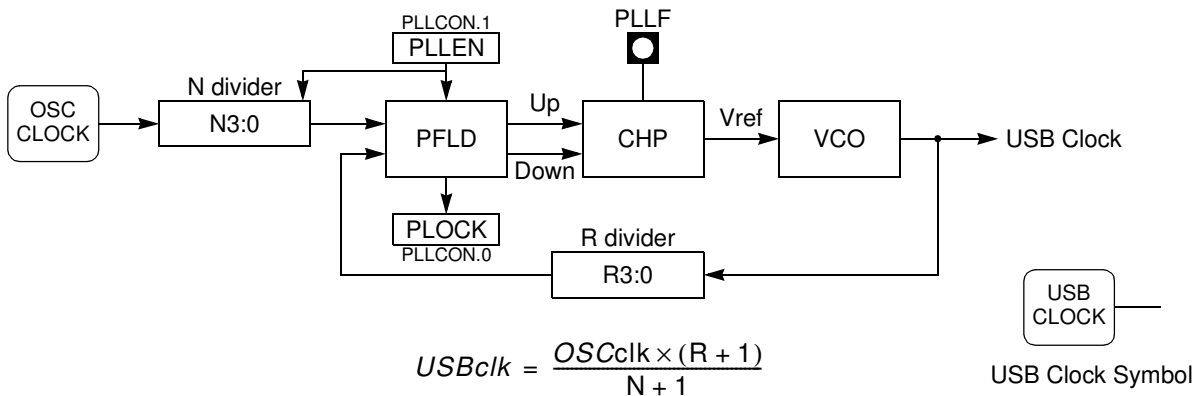 PLLCON.1
PLLEN
PLLF
N divider
OSC
CLOCK
N3:0
PFLD
Up
Down
CHP
Vref
VCO
USB Clock
PLOCK
PLLCON.0
R divider
R3:0
USB
CLOCK
USB Clock Symbol
USBclk = OSCclk × (R + 1)
N + 1